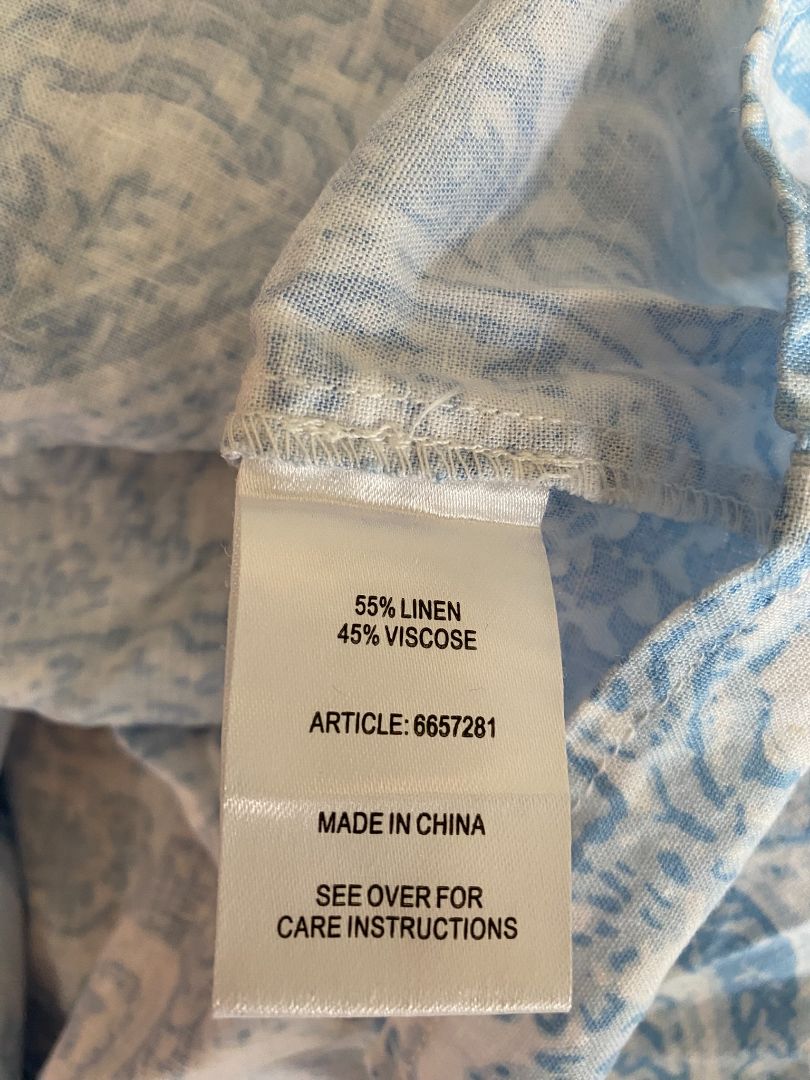 55% LINEN
45% VISCOSE
ARTICLE: 6657281
MADE IN CHINA
SEE OVER FOR
CARE INSTRUCTIONS